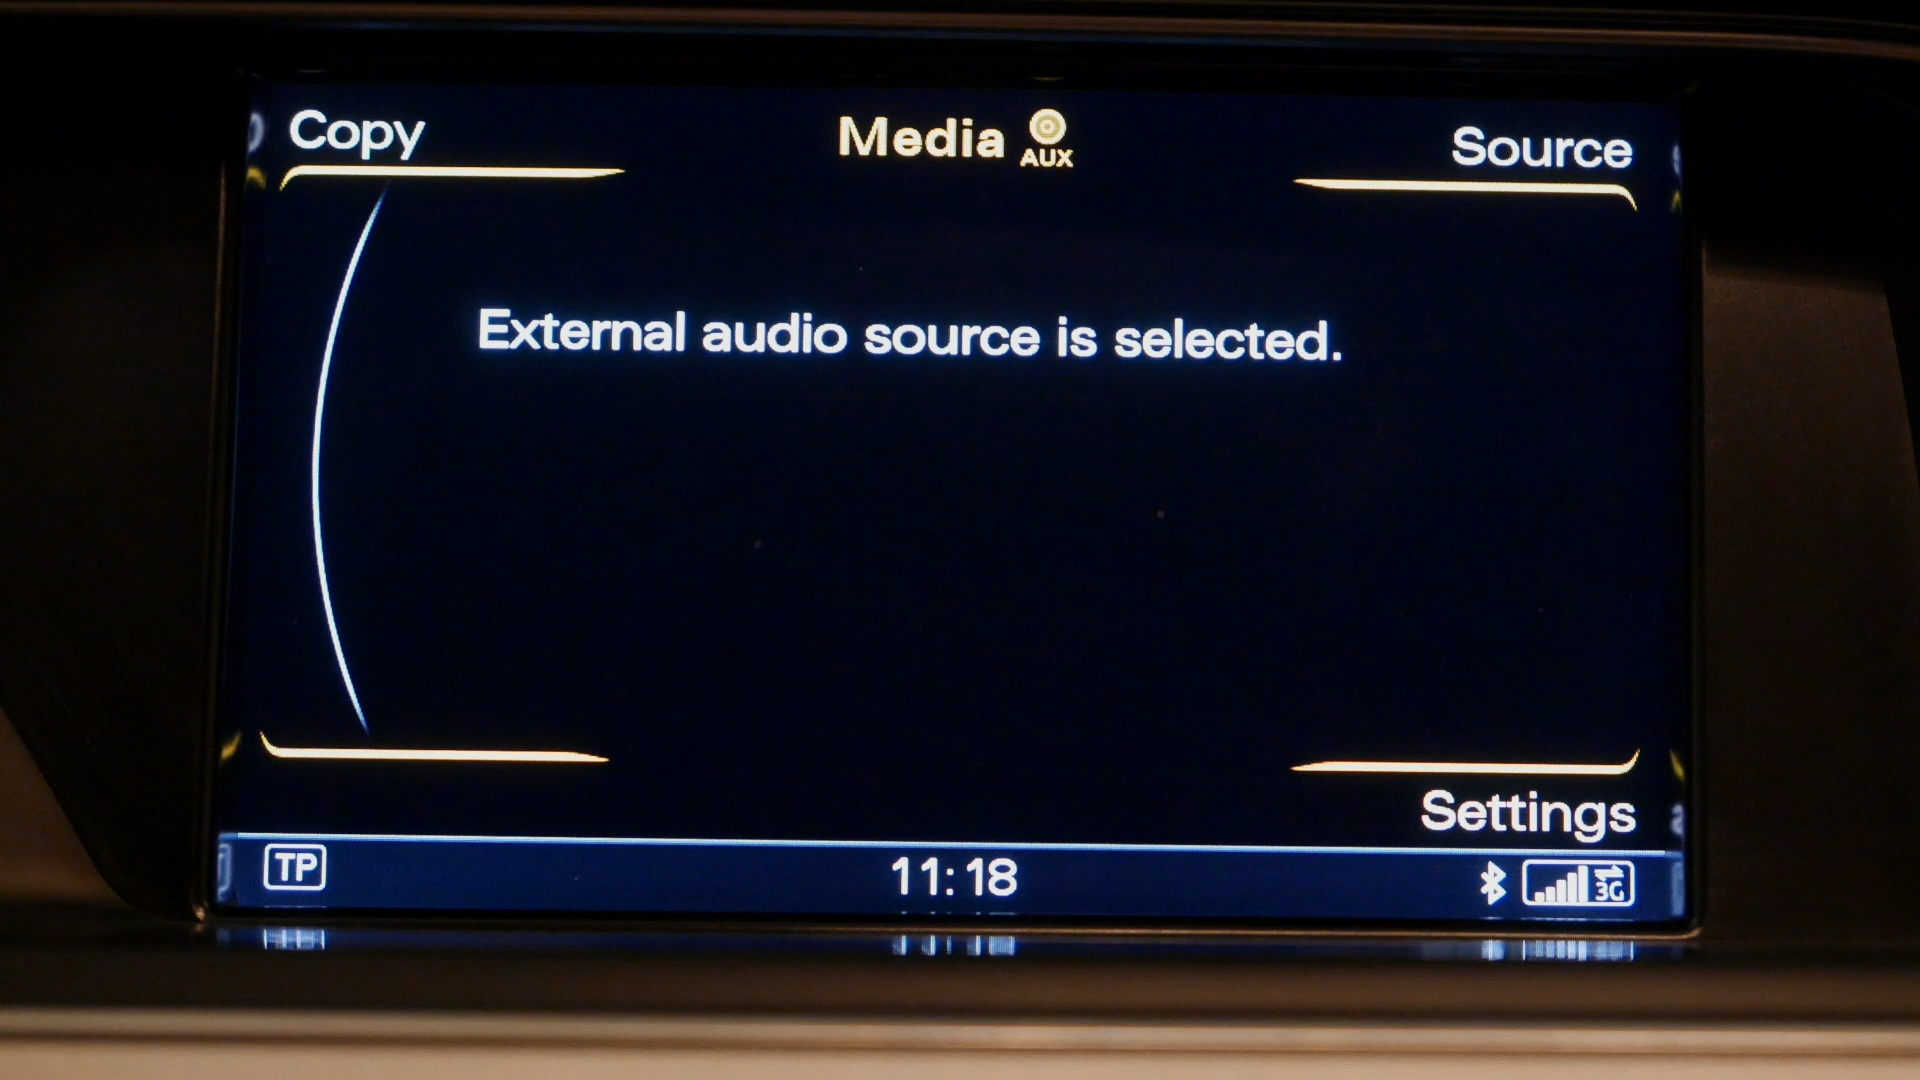 Copy
Media
AUX
Source
External audio source is selected.
Settings
TP
11:18
3G